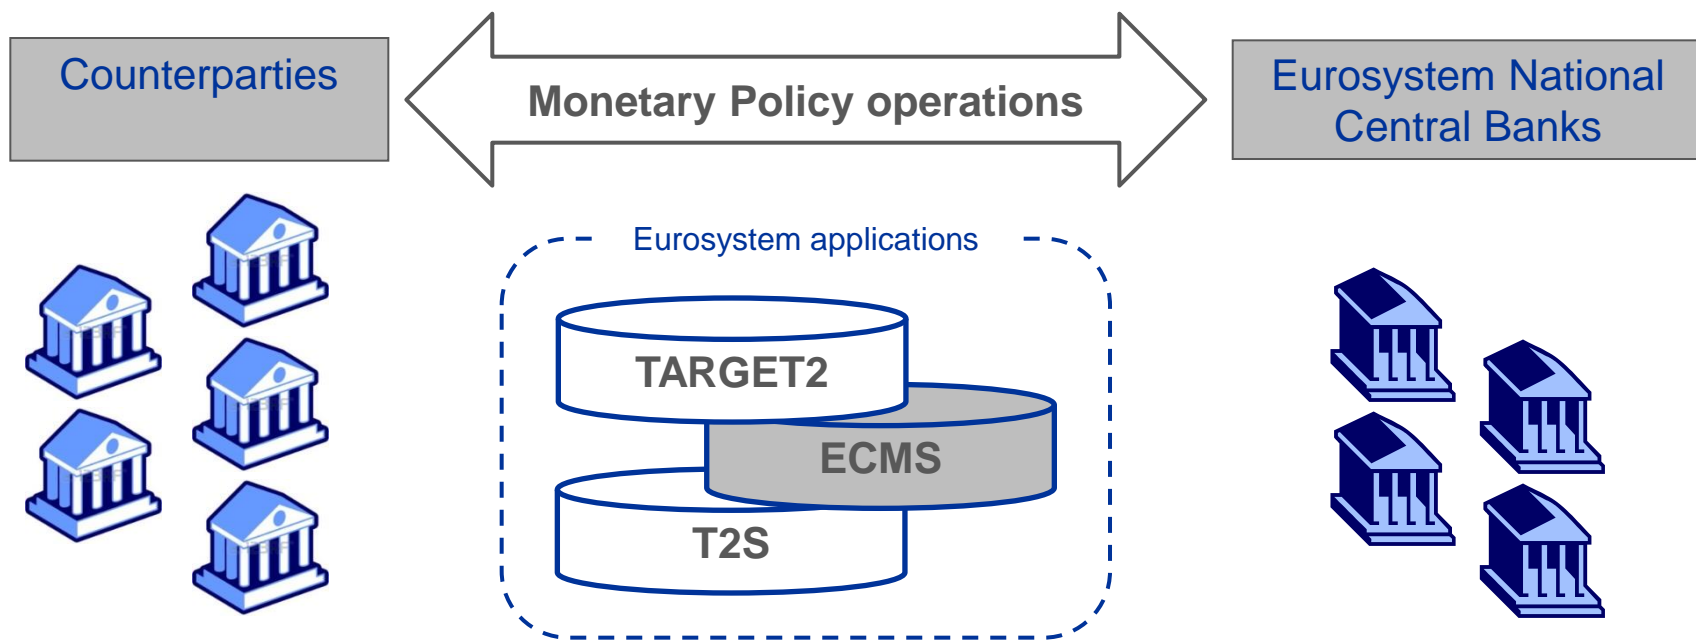 Counterparties
Monetary Policy operations
Eurosystem National
Central Banks
Eurosystem applications
TARGET2
ECMS
T2S